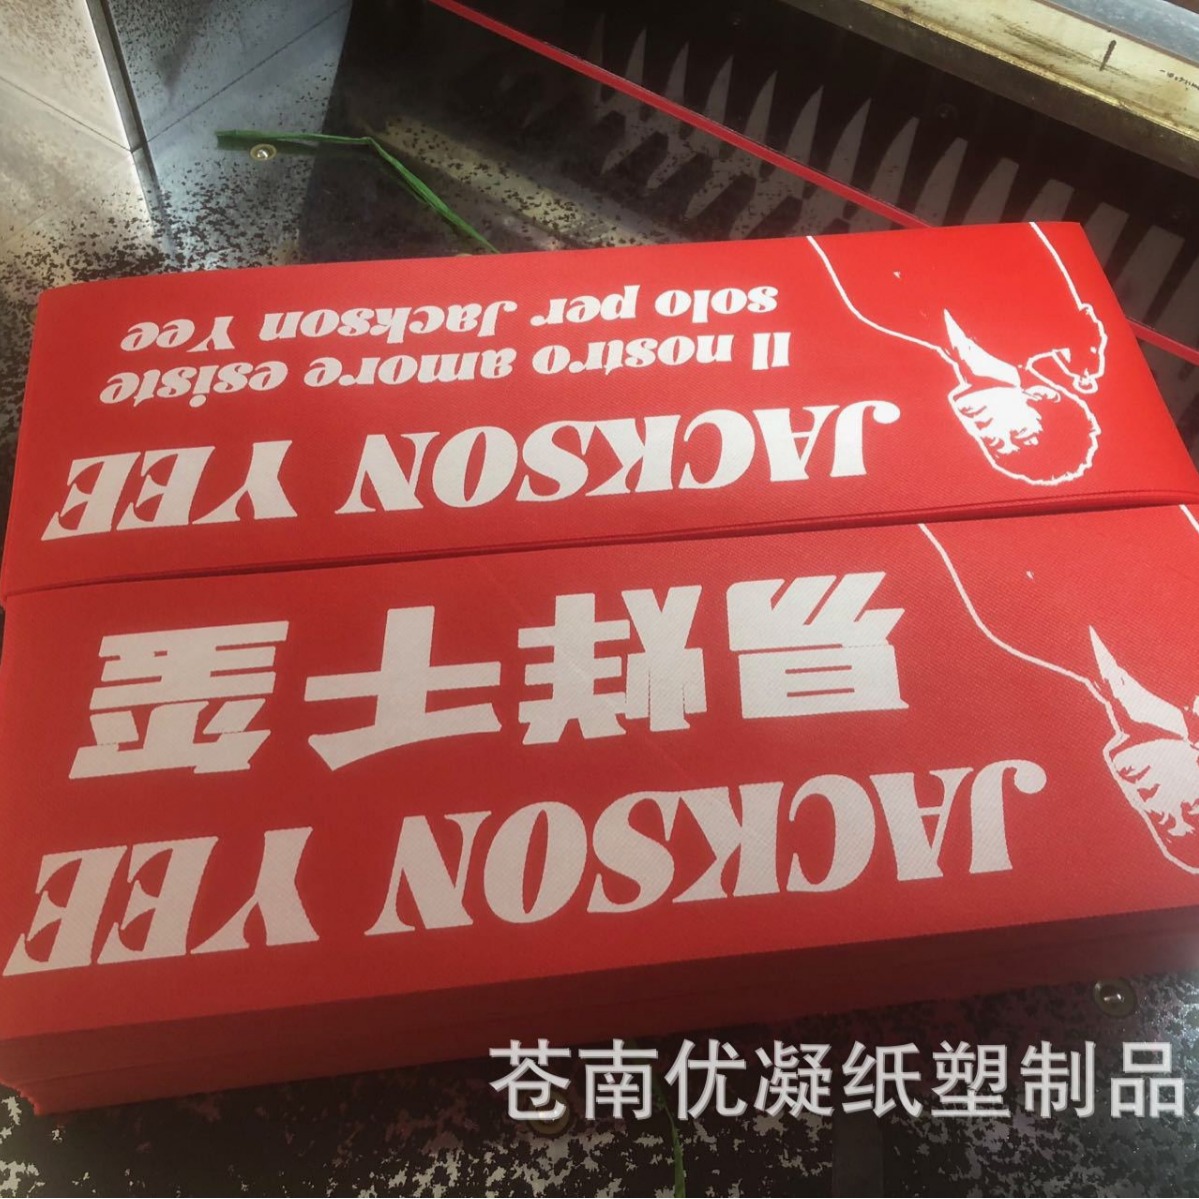 JACKSON YEE
易烊千玺
JACKSON YEE
Il nostro amore esiste
solo per Jackson Yee
苍南优凝纸塑制品